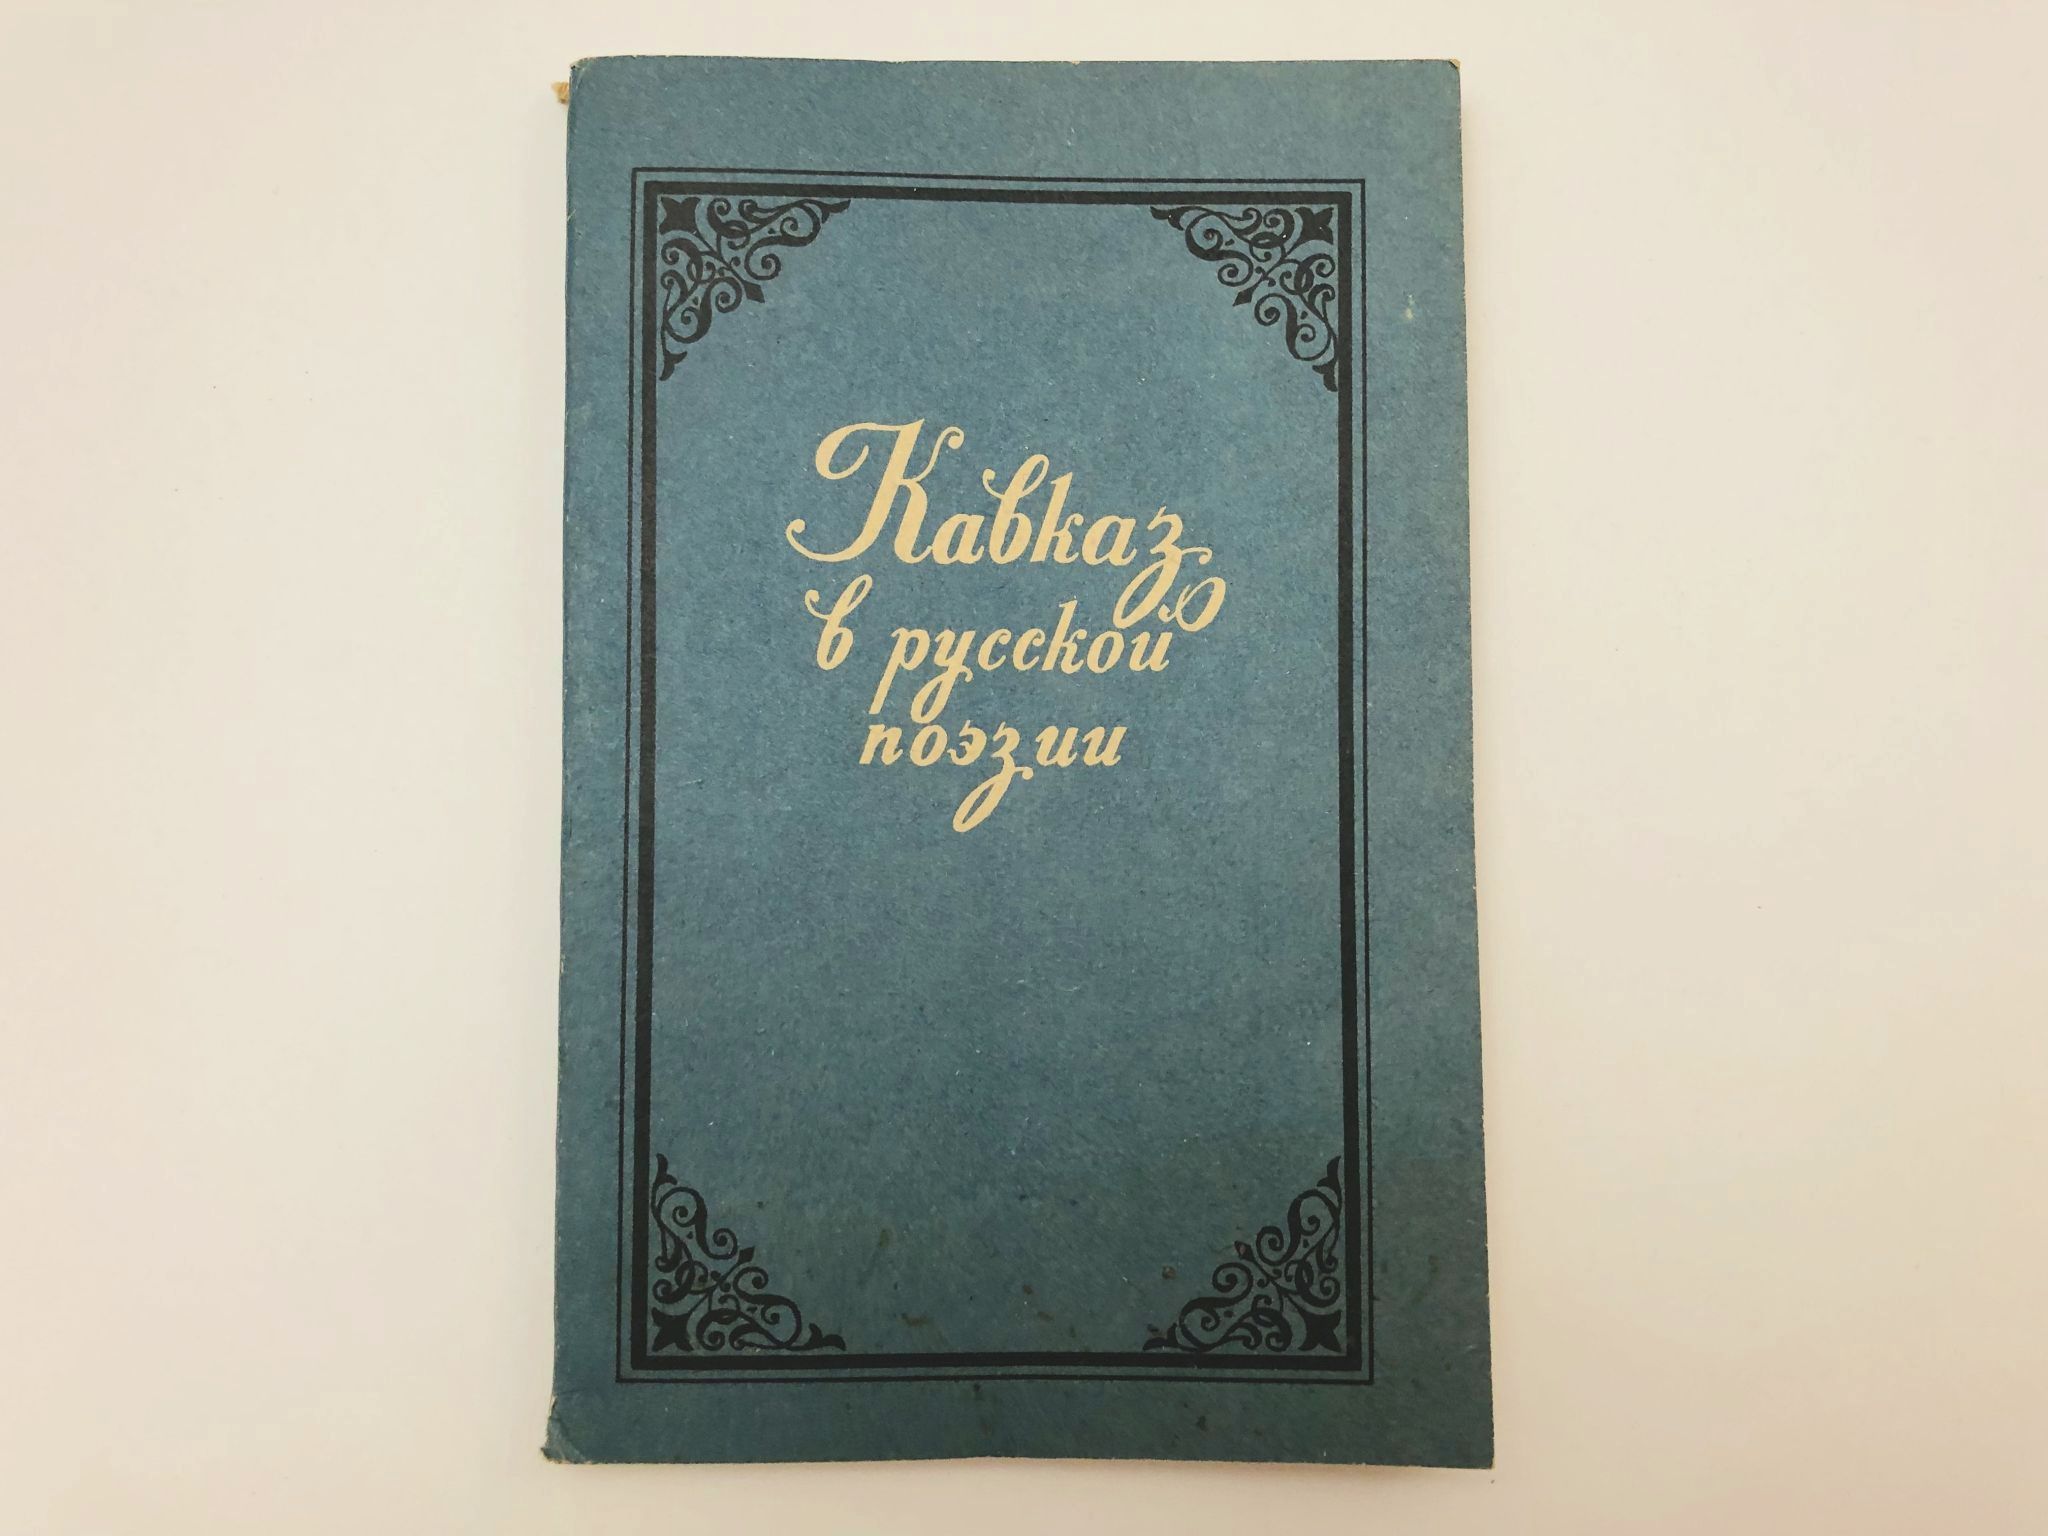 Кавказ
в русской
поэзии